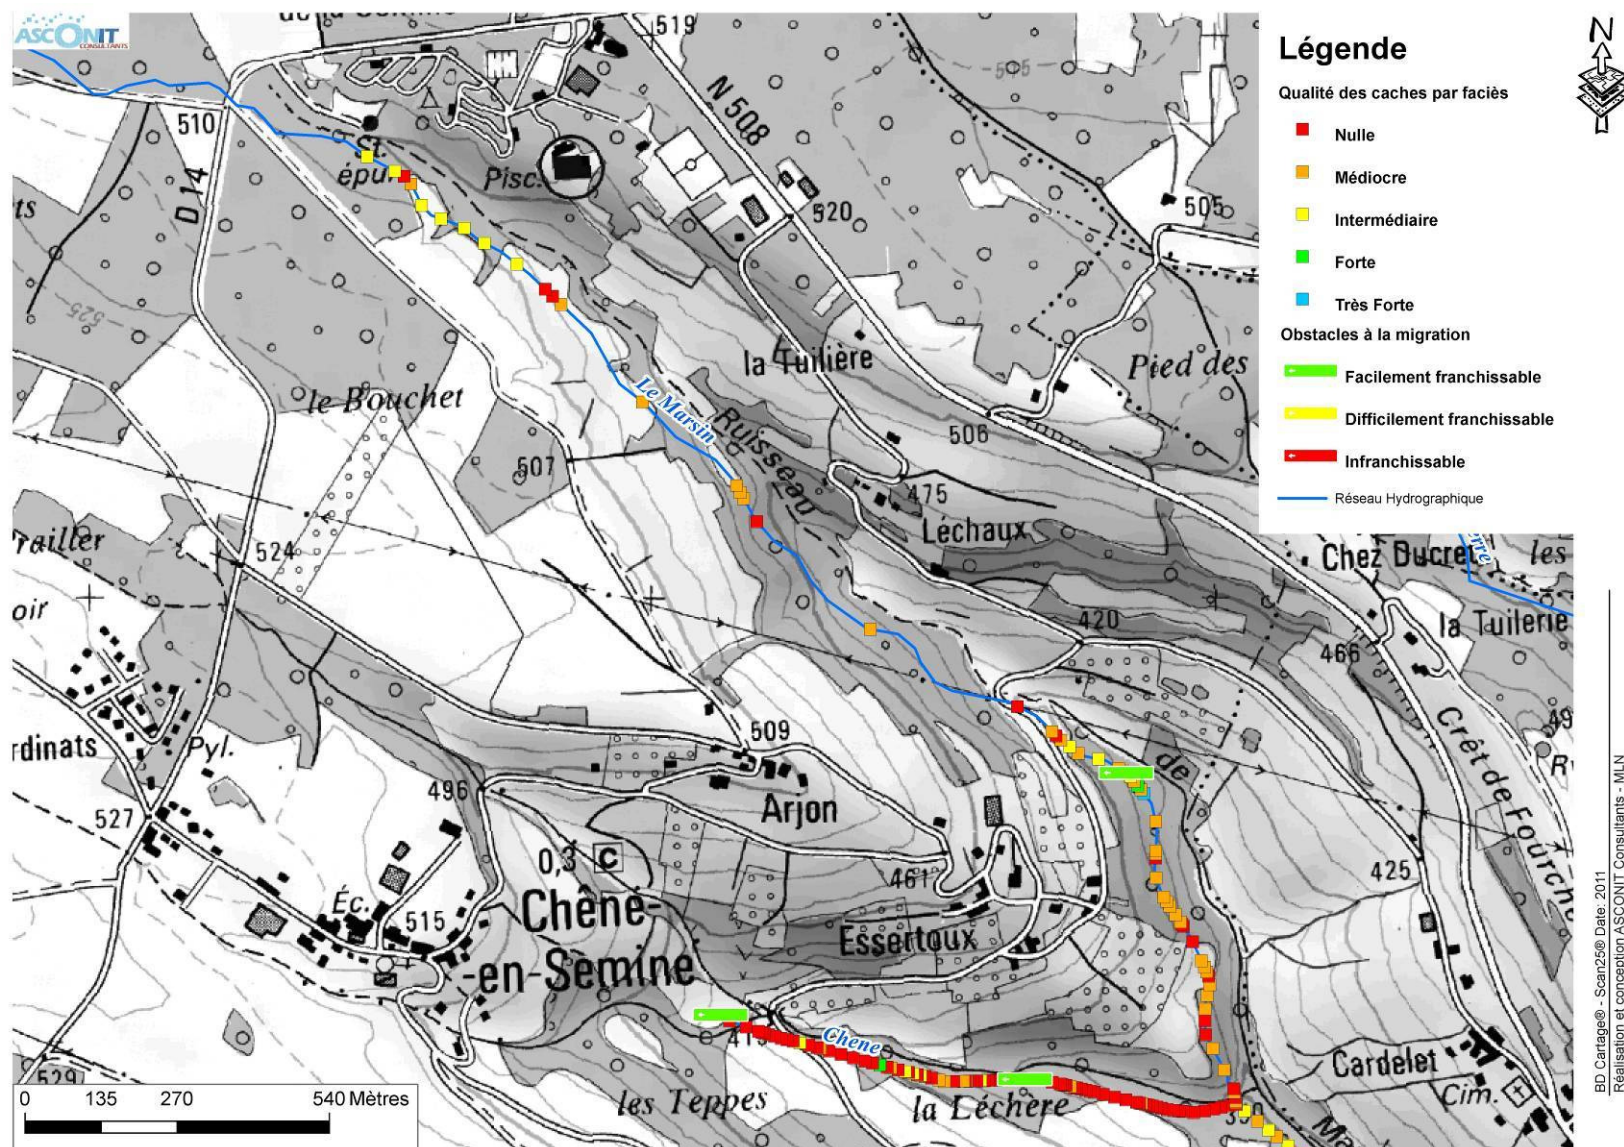 ASCONIT
CONSULTANTS
519
N 508
510
D 14
St.
épur.
Pisc.
520
505
525
ts
la Tuilière
Pied des
le Bouchet
Le Marsin
Ruisseau
506
507
475
Léchaux
524
420
Chez Ducret
les
la Tuilerie
466
oir
rdinats
Pyl.
509
de
Crêt de Fourche
496
Arjon
527
0,3 C
461
425
Éc.
515
Chêne-
-en-Semine
Essertoux
413
Chene
Cardelet
Cim.
529
les Teppes
la Léchère
0 135 270 540 Mètres
N
Légende
Qualité des caches par faciès
Nulle
Médiocre
Intermédiaire
Forte
Très Forte
Obstacles à la migration
Facilement franchissable
Difficilement franchissable
Infranchissable
Réseau Hydrographique
BD Cartage® - Scan25® Date: 2011
Réalisation et conception ASCONIT Consultants - MLN